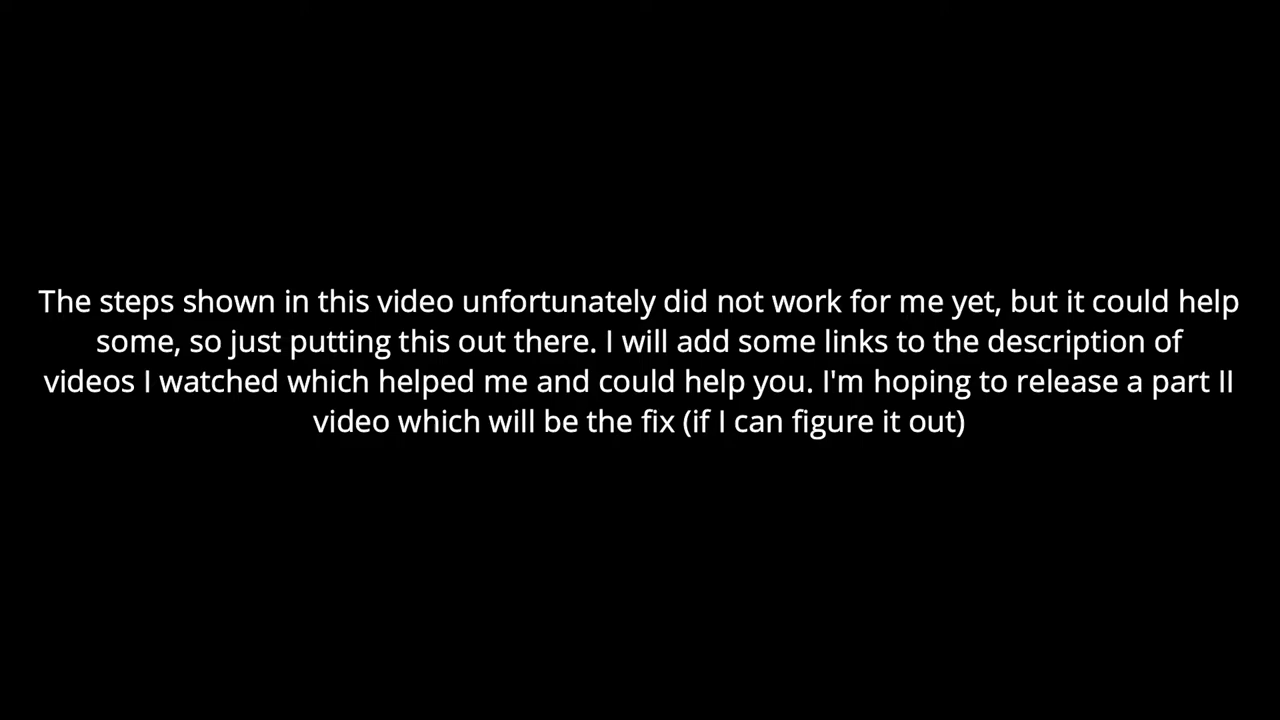 The steps shown in this video unfortunately did not work for me yet, but it could help
some, so just putting this out there. I will add some links to the description of
videos I watched which helped me and could help you. I'm hoping to release a part II
video which will be the fix (if I can figure it out)